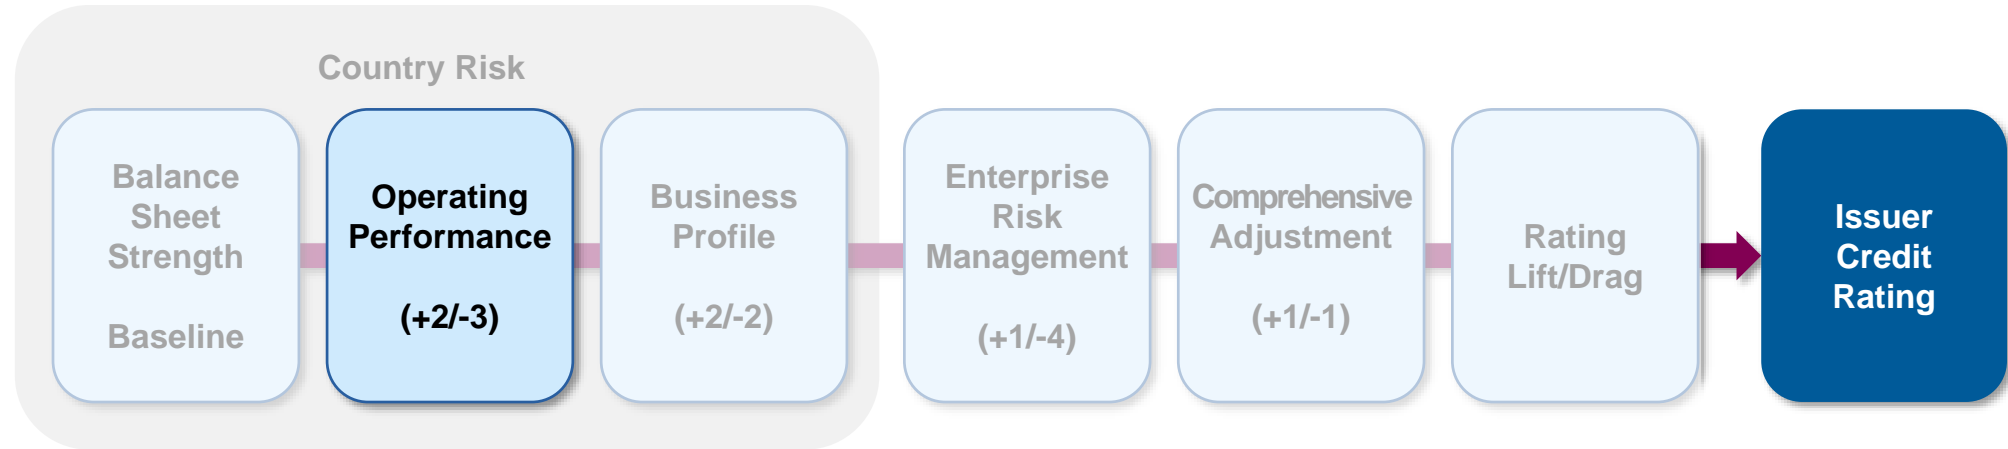 Country Risk
Balance
Sheet
Strength
Baseline
Operating
Performance
(+2/-3)
Business
Profile
(+2/-2)
Enterprise
Risk
Management
(+1/-4)
Comprehensive
Adjustment
(+1/-1)
Rating
Lift/Drag
Issuer
Credit
Rating